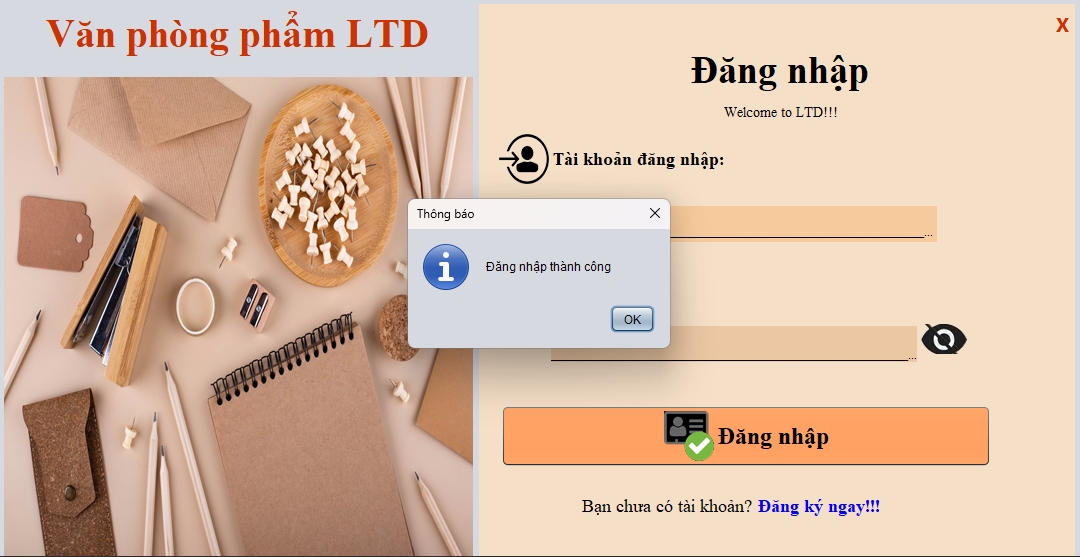 Văn phòng phẩm LTD
X
Đăng nhập
Welcome to LTD!!!
Tài khoản đăng nhập:
Thông báo
...
Đăng nhập thành công
OK
...
Đăng nhập
Bạn chưa có tài khoản? Đăng ký ngay!!!